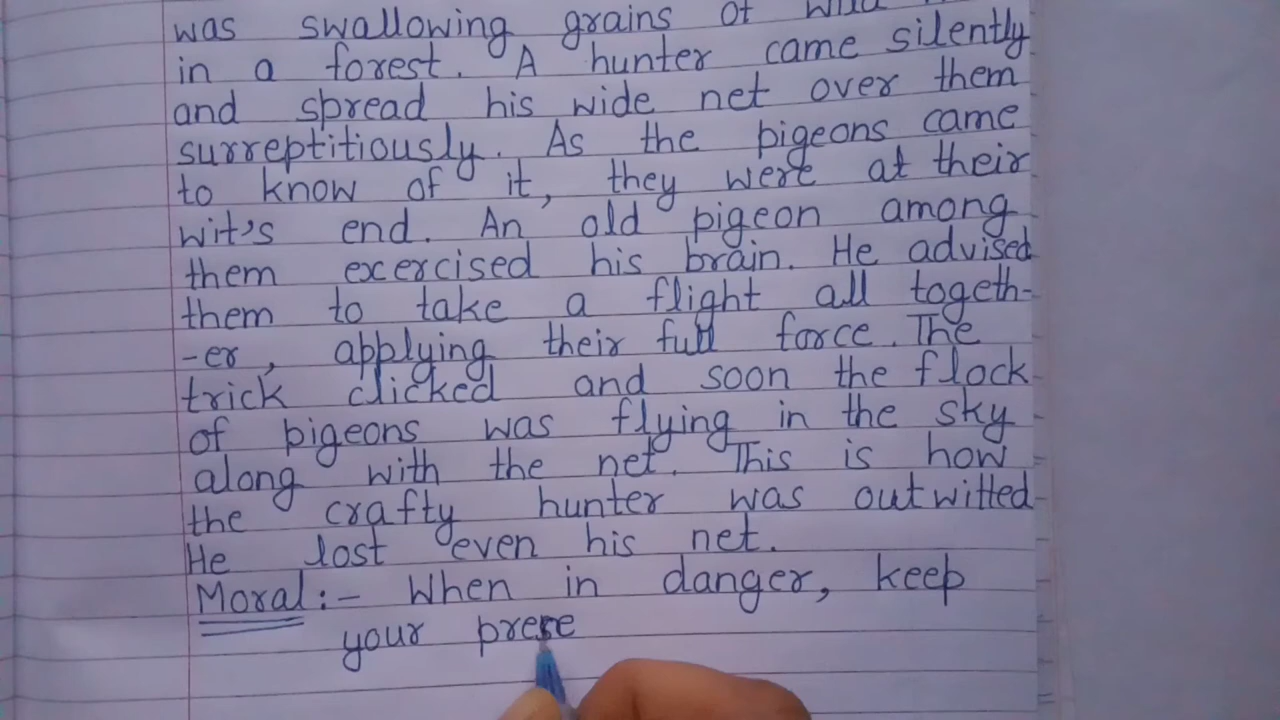 was swallowing grains of wild
in a forest. A hunter came silently
and spread his wide net over them
surreptitiously. As the pigeons came
to know of it, they were at their
wit's end. An old pigeon among
them exercised his brain. He advised
them to take a flight all togeth-
-er, applying their full force. The
trick clicked and soon the flock
of pigeons was flying in the sky
along with the net. This is how
the crafty hunter was outwitted
He lost even his net.
Moral:- When in danger, keep
your prese